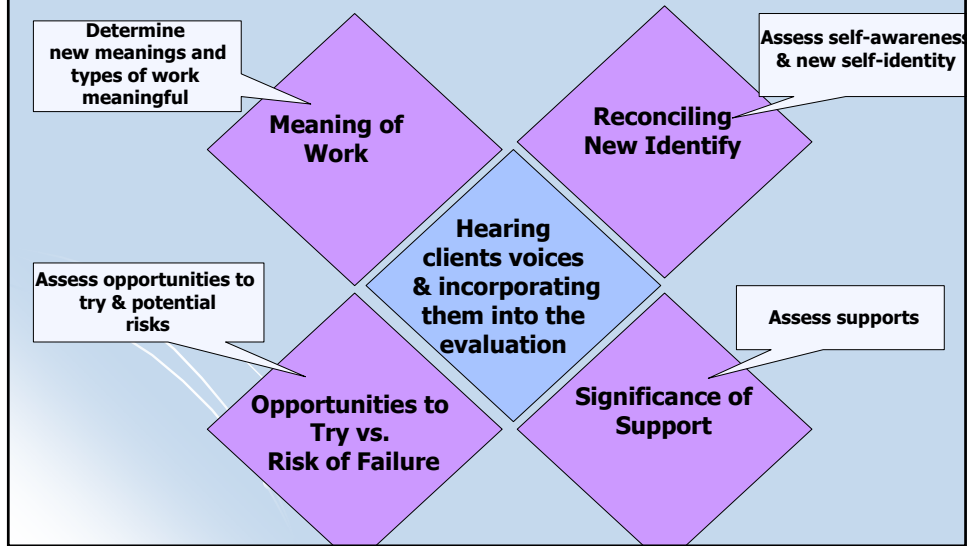 Determine
new meanings and
types of work
meaningful
Meaning of
Work
Assess self-awareness
& new self-identity
Reconciling
New Identify
Hearing
clients voices
& incorporating
them into the
evaluation
Assess opportunities to
try & potential
risks
Opportunities to
Try vs.
Risk of Failure
Assess supports
Significance of
Support